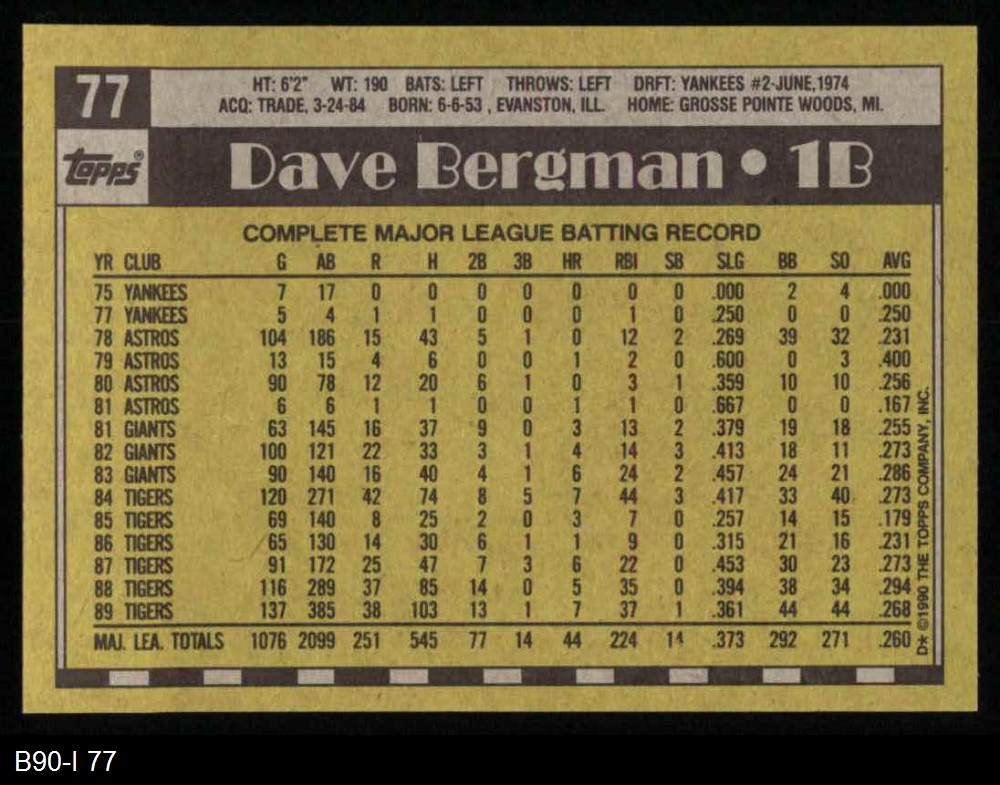 77
HT: 6'2" WT: 190 BATS: LEFT THROWS: LEFT DRFT: YANKEES #2-JUNE,1974
ACQ: TRADE, 3-24-84 BORN: 6-6-53 , EVANSTON, ILL. HOME: GROSSE POINTE WOODS, MI.
TOPPS®
Dave Bergman • 1B
COMPLETE MAJOR LEAGUE BATTING RECORD
YR CLUB G AB R H 2B 3B HR RBI SB SLG BB SO AVG
75 YANKEES 7 17 0 0 0 0 0 0 0 .000 2 4 .000
77 YANKEES 5 4 1 1 0 0 0 1 0 .250 0 0 .250
78 ASTROS 104 186 15 43 5 1 0 12 2 .269 39 32 .231
79 ASTROS 13 15 4 6 0 0 1 2 0 .600 0 3 .400
80 ASTROS 90 78 12 20 6 1 0 3 1 .359 10 10 .256
81 ASTROS 6 6 1 1 0 0 1 1 0 .667 0 0 .167
81 GIANTS 63 145 16 37 9 0 3 13 2 .379 19 18 .255
82 GIANTS 100 121 22 33 3 1 4 14 3 .413 18 11 .273
83 GIANTS 90 140 16 40 4 1 6 24 2 .457 24 21 .286
84 TIGERS 120 271 42 74 8 5 7 44 3 .417 33 40 .273
85 TIGERS 69 140 8 25 2 0 3 7 0 .257 14 15 .179
86 TIGERS 65 130 14 30 6 1 1 9 0 .315 21 16 .231
87 TIGERS 91 172 25 47 7 3 6 22 0 .453 30 23 .273
88 TIGERS 116 289 37 85 14 0 5 35 0 .394 38 34 .294
89 TIGERS 137 385 38 103 13 1 7 37 1 .361 44 44 .268
MAJ. LEA. TOTALS 1076 2099 251 545 77 14 44 224 14 .373 292 271 .260
D* ©1990 THE TOPPS COMPANY, INC.
B90-I 77